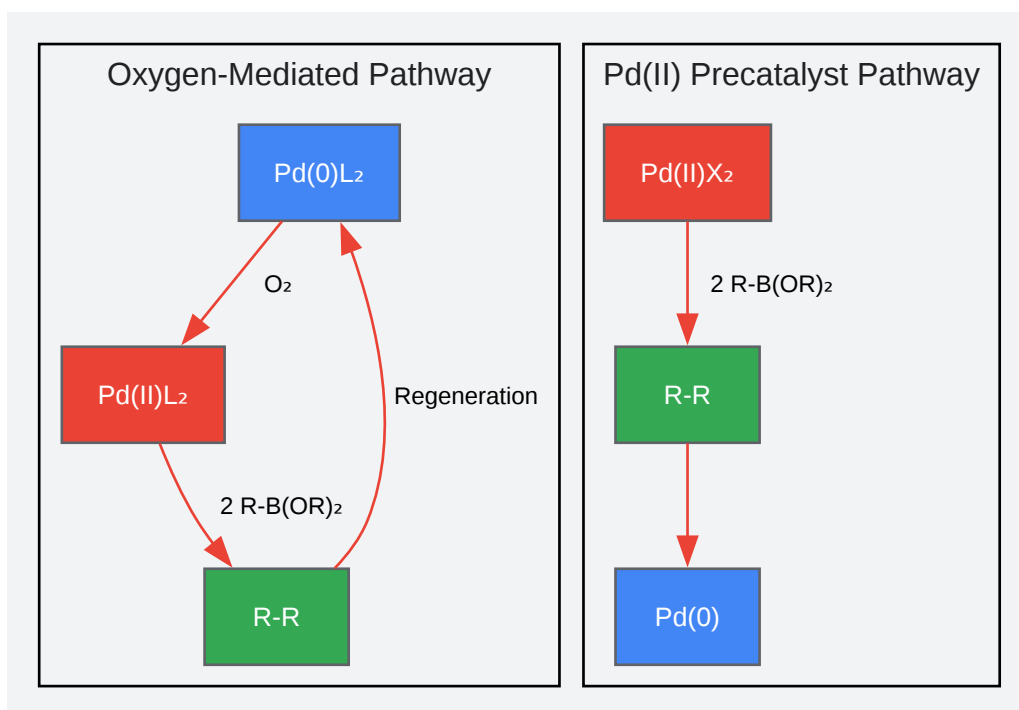 Oxygen-Mediated Pathway
Pd(0)L₂
O₂
Pd(II)L₂
Regeneration
2 R-B(OR)₂
R-R
Pd(II) Precatalyst Pathway
Pd(II)X₂
2 R-B(OR)₂
R-R
Pd(0)